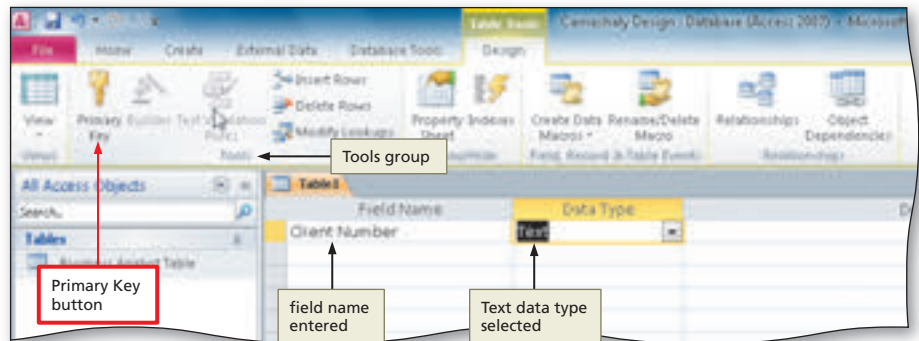 Table Tools
Camashaly Design : Database (Access 2007) - Microsoft
File Home Create External Data Database Tools Design
View
Primary Key
Builder
Test Validation Rules
Insert Rows
Delete Rows
Modify Lookups
Property Sheet
Indexes
Create Data Macros
Rename/Delete Macro
Relationships
Object Dependencies
Views
Tools
Field, Record & Table Events
Relationships
Tools group
All Access Objects
Table1
Search...
Field Name
Data Type
D
Tables
Client Number
Text
Business Analyst Table
Primary Key
button
field name
entered
Text data type
selected